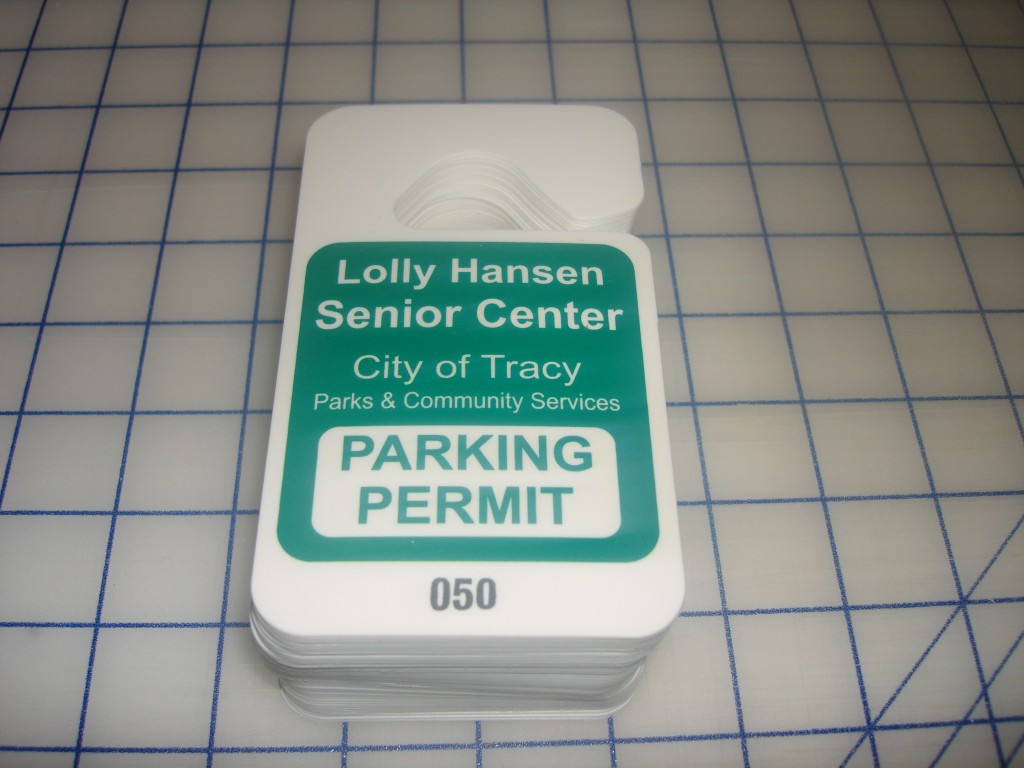 Lolly Hansen
Senior Center
City of Tracy
Parks & Community Services
PARKING
PERMIT
050